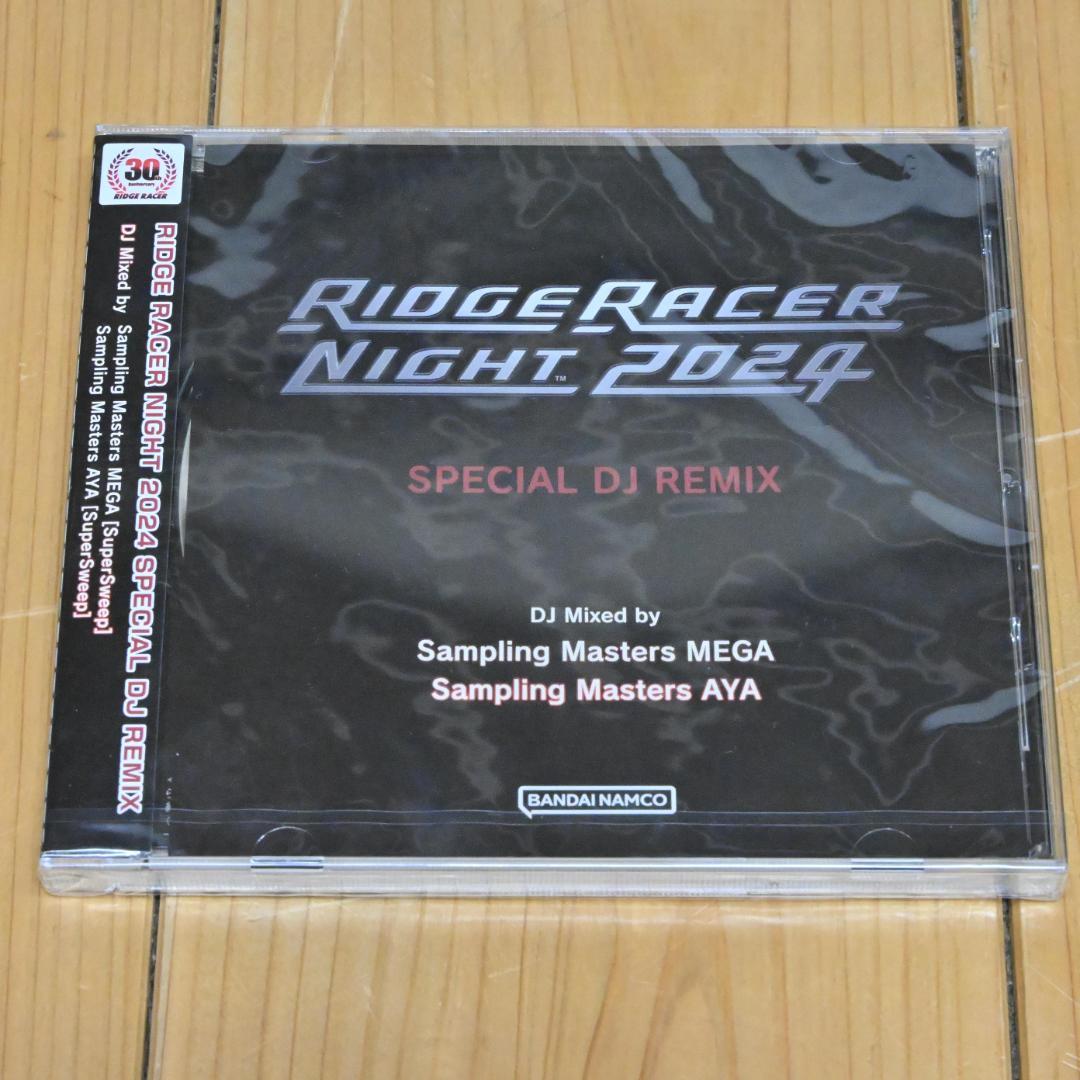 30th
Anniversary
RIDGE RACER
RIDGE RACER NIGHT 2024 SPECIAL DJ REMIX
DJ Mixed by Sampling Masters MEGA [SuperSweep]
Sampling Masters AYA [SuperSweep]
RIDGE RACER
NIGHT™ 2024
SPECIAL DJ REMIX
DJ Mixed by
Sampling Masters MEGA
Sampling Masters AYA
BANDAI NAMCO